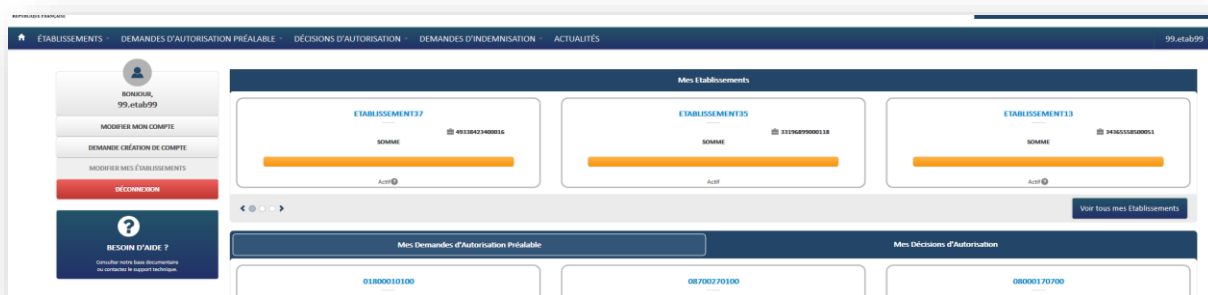 RÉPUBLIQUE FRANÇAISE
ÉTABLISSEMENTS DEMANDES D'AUTORISATION PRÉALABLE DÉCISIONS D'AUTORISATION DEMANDES D'INDEMNISATION ACTUALITÉS 99.etab99
BONJOUR,
99.etab99
MODIFIER MON COMPTE
DEMANDE CRÉATION DE COMPTE
MODIFIER MES ÉTABLISSEMENTS
DÉCONNEXION
?
BESOIN D'AIDE ?
Consulter notre base documentaire
ou contactez le support technique.
Mes Etablissements
ETABLISSEMENT37
49338423400016
SOMME
Actif
ETABLISSEMENT35
33196899000118
SOMME
Actif
ETABLISSEMENT13
34365558500051
SOMME
Actif
Voir tous mes Etablissements
Mes Demandes d'Autorisation Préalable Mes Décisions d'Autorisation
01800010100
08700270100
08000170700